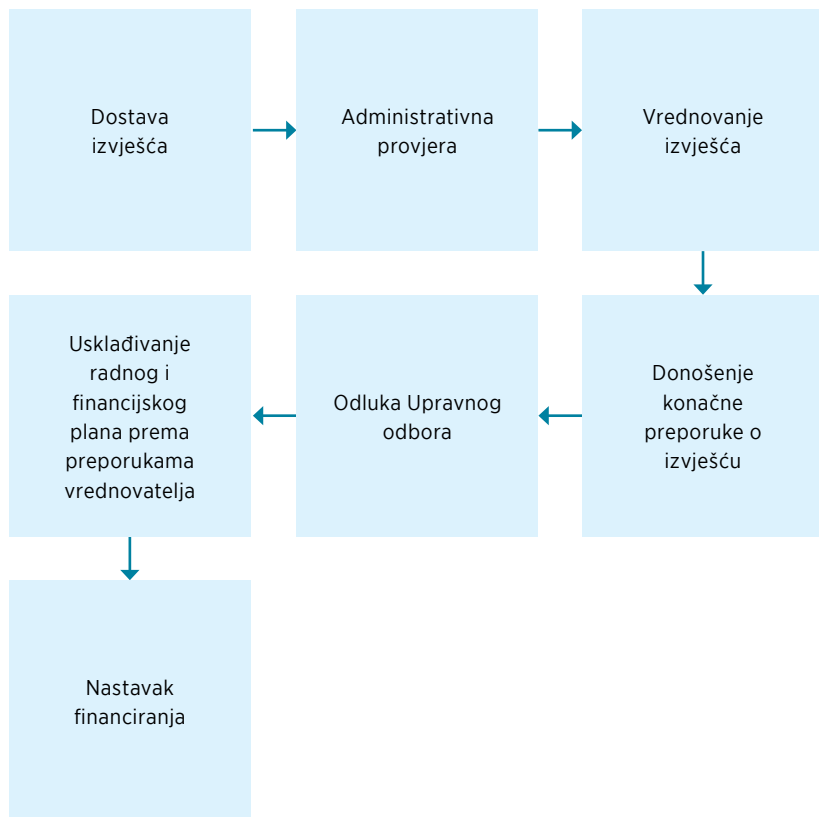 Dostava
izvješća
Administrativna
provjera
Vrednovanje
izvješća
Donošenje
konačne
preporuke o
izvješću
Odluka Upravnog
odbora
Usklađivanje
radnog i
financijskog
plana prema
preporukama
vrednovatelja
Nastavak
financiranja